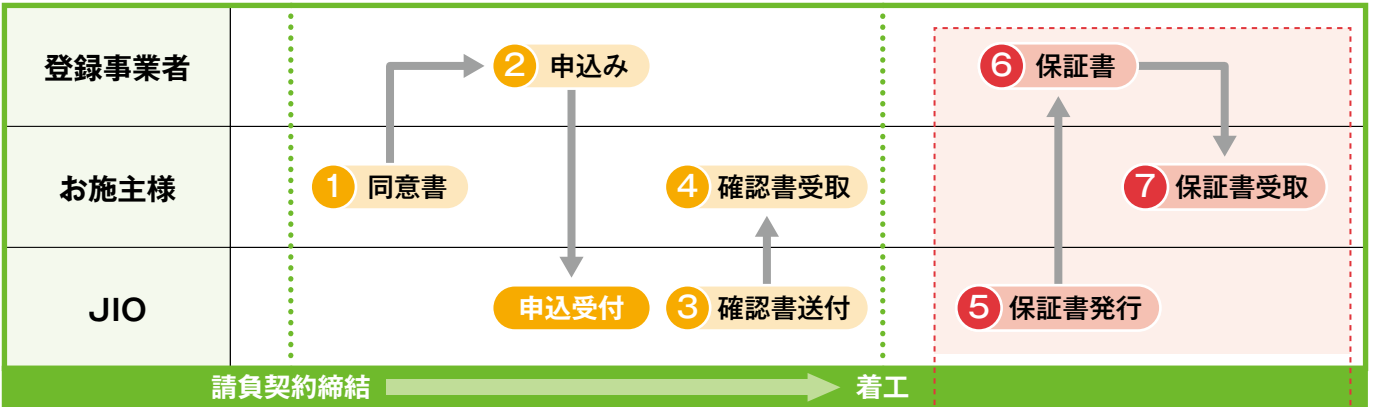 登録事業者
② 申込み
⑥ 保証書
お施主様
① 同意書
④ 確認書受取
⑦ 保証書受取
JIO
申込受付
③ 確認書送付
⑤ 保証書発行
請負契約締結
着工